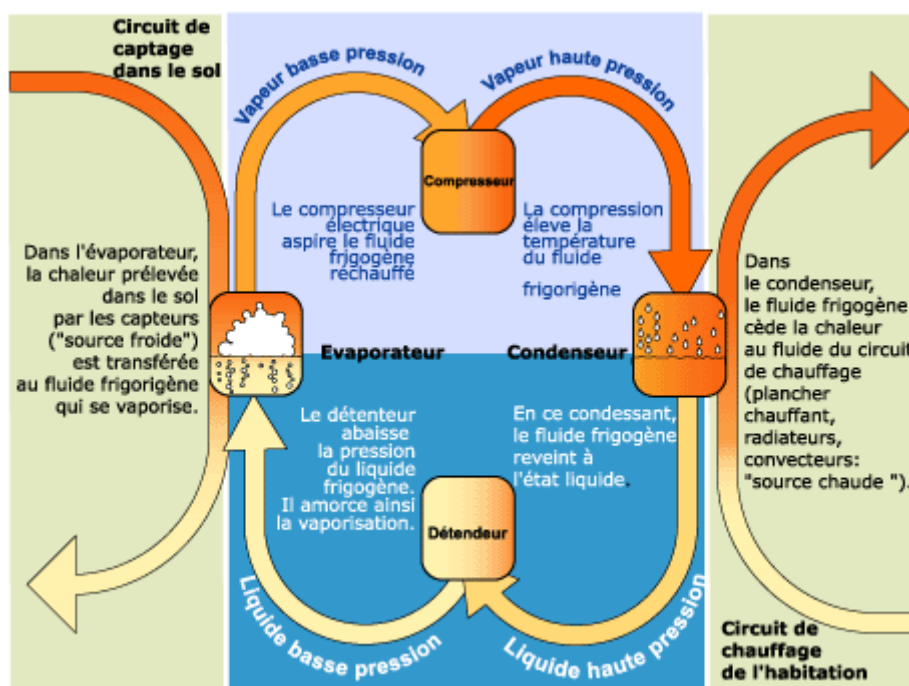 Circuit de
captage
dans le sol
Vapeur basse pression
Vapeur haute pression
Compresseur
Le compresseur
électrique
aspire le fluide
frigogène
réchauffé
La compression
éleve la
température
du fluide
frigorigène
Dans l'évaporateur,
la chaleur prélevée
dans le sol
par les capteurs
("source froide")
est transférée
au fluide frigorigène
qui se vaporise.
Evaporateur
Condenseur
Dans
le condenseur,
le fluide frigogène
cède la chaleur
au fluide du circuit
de chauffage
(plancher
chauffant,
radiateurs,
convecteurs:
"source chaude ").
Le détenteur
abaisse
la pression
du liquide
frigogène.
Il amorce ainsi
la vaporisation.
En ce condessant,
le fluide frigogène
reveint à
l'état liquide.
Détendeur
Liquide basse pression
Liquide haute pression
Circuit de
chauffage
de l'habitation